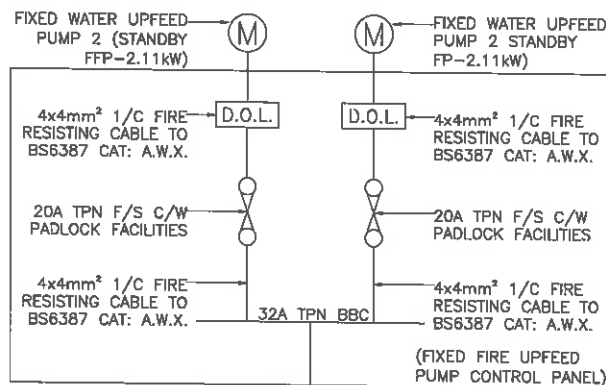 FIXED WATER UPFEED
PUMP 2 (STANDBY
FFP-2.11kW)
M
M
FIXED WATER UPFEED
PUMP 2 STANDBY
FP-2.11kW)
4x4mm² 1/C FIRE
RESISTING CABLE TO
BS6387 CAT: A.W.X.
D.O.L.
D.O.L.
4x4mm² 1/C FIRE
RESISTING CABLE TO
BS6387 CAT: A.W.X.
20A TPN F/S C/W
PADLOCK FACILITIES
20A TPN F/S C/W
PADLOCK FACILITIES
4x4mm² 1/C FIRE
RESISTING CABLE TO
BS6387 CAT: A.W.X.
4x4mm² 1/C FIRE
RESISTING CABLE TO
BS6387 CAT: A.W.X.
32A TPN BBC
(FIXED FIRE UPFEED
PUMP CONTROL PANEL)